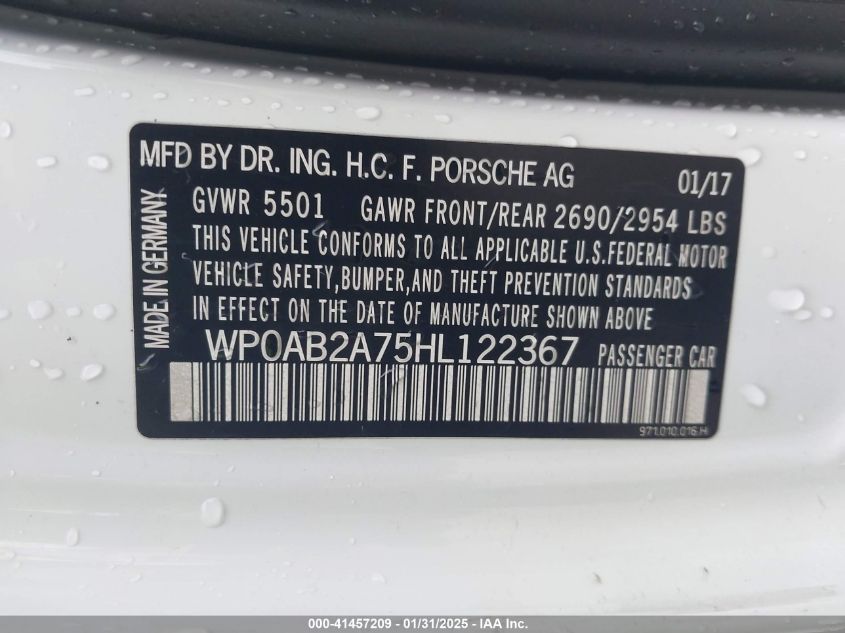 MFD BY DR. ING. H.C. F. PORSCHE AG 01/17
GVWR 5501 GAWR FRONT/REAR 2690/2954 LBS
THIS VEHICLE CONFORMS TO ALL APPLICABLE U.S.FEDERAL MOTOR
VEHICLE SAFETY,BUMPER,AND THEFT PREVENTION STANDARDS
IN EFFECT ON THE DATE OF MANUFACTURE SHOWN ABOVE
MADE IN GERMANY
WP0AB2A75HL122367 PASSENGER CAR
971.010.016.H
000-41457209 - 01/31/2025 - IMPACT